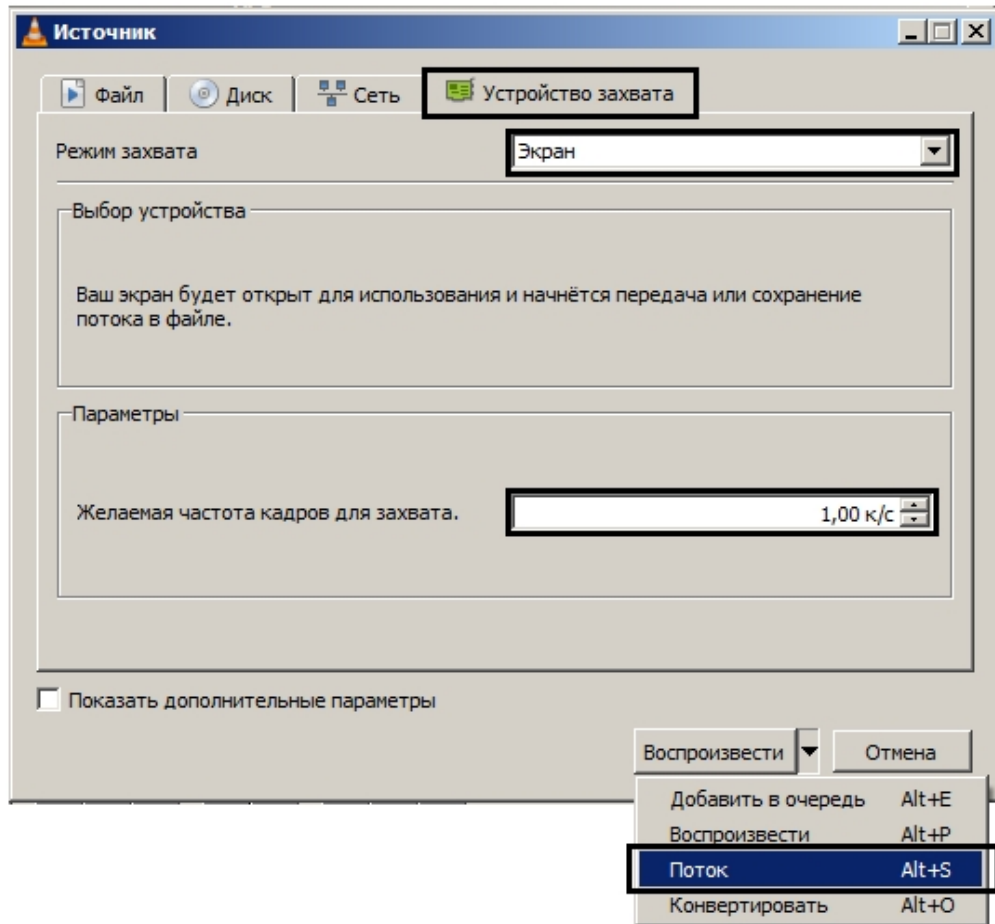 Источник
Файл Диск Сеть Устройство захвата
Режим захвата Экран
Выбор устройства
Ваш экран будет открыт для использования и начнётся передача или сохранение
потока в файле.
Параметры
Желаемая частота кадров для захвата. 1,00 к/с
Показать дополнительные параметры
Воспроизвести Отмена
Добавить в очередь Alt+E
Воспроизвести Alt+P
Поток Alt+S
Конвертировать Alt+O